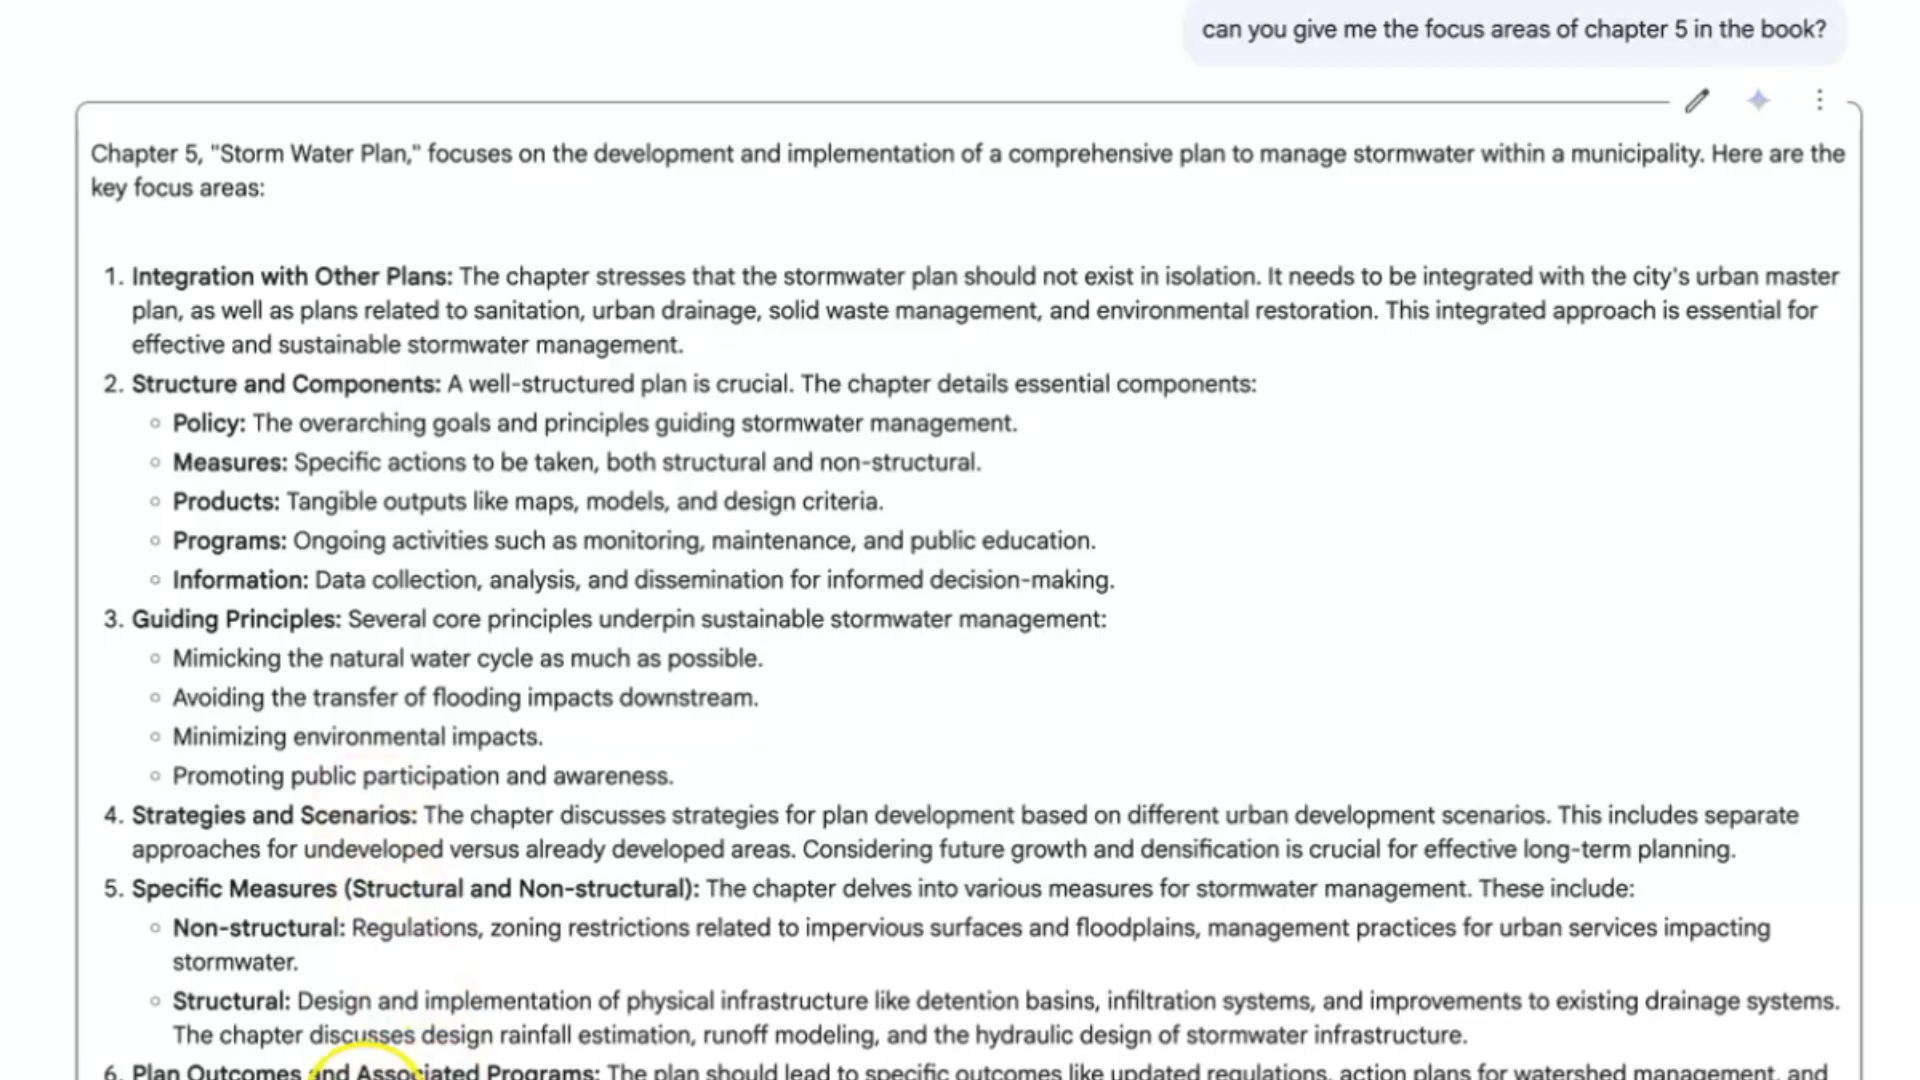 can you give me the focus areas of chapter 5 in the book?
Chapter 5, "Storm Water Plan," focuses on the development and implementation of a comprehensive plan to manage stormwater within a municipality. Here are the
key focus areas:
1. Integration with Other Plans: The chapter stresses that the stormwater plan should not exist in isolation. It needs to be integrated with the city's urban master
plan, as well as plans related to sanitation, urban drainage, solid waste management, and environmental restoration. This integrated approach is essential for
effective and sustainable stormwater management.
2. Structure and Components: A well-structured plan is crucial. The chapter details essential components:
◦ Policy: The overarching goals and principles guiding stormwater management.
◦ Measures: Specific actions to be taken, both structural and non-structural.
◦ Products: Tangible outputs like maps, models, and design criteria.
◦ Programs: Ongoing activities such as monitoring, maintenance, and public education.
◦ Information: Data collection, analysis, and dissemination for informed decision-making.
3. Guiding Principles: Several core principles underpin sustainable stormwater management:
◦ Mimicking the natural water cycle as much as possible.
◦ Avoiding the transfer of flooding impacts downstream.
◦ Minimizing environmental impacts.
◦ Promoting public participation and awareness.
4. Strategies and Scenarios: The chapter discusses strategies for plan development based on different urban development scenarios. This includes separate
approaches for undeveloped versus already developed areas. Considering future growth and densification is crucial for effective long-term planning.
5. Specific Measures (Structural and Non-structural): The chapter delves into various measures for stormwater management. These include:
◦ Non-structural: Regulations, zoning restrictions related to impervious surfaces and floodplains, management practices for urban services impacting
stormwater.
◦ Structural: Design and implementation of physical infrastructure like detention basins, infiltration systems, and improvements to existing drainage systems.
The chapter discusses design rainfall estimation, runoff modeling, and the hydraulic design of stormwater infrastructure.
6. Plan Outcomes and Associated Programs: The plan should lead to specific outcomes like updated regulations, action plans for watershed management, and